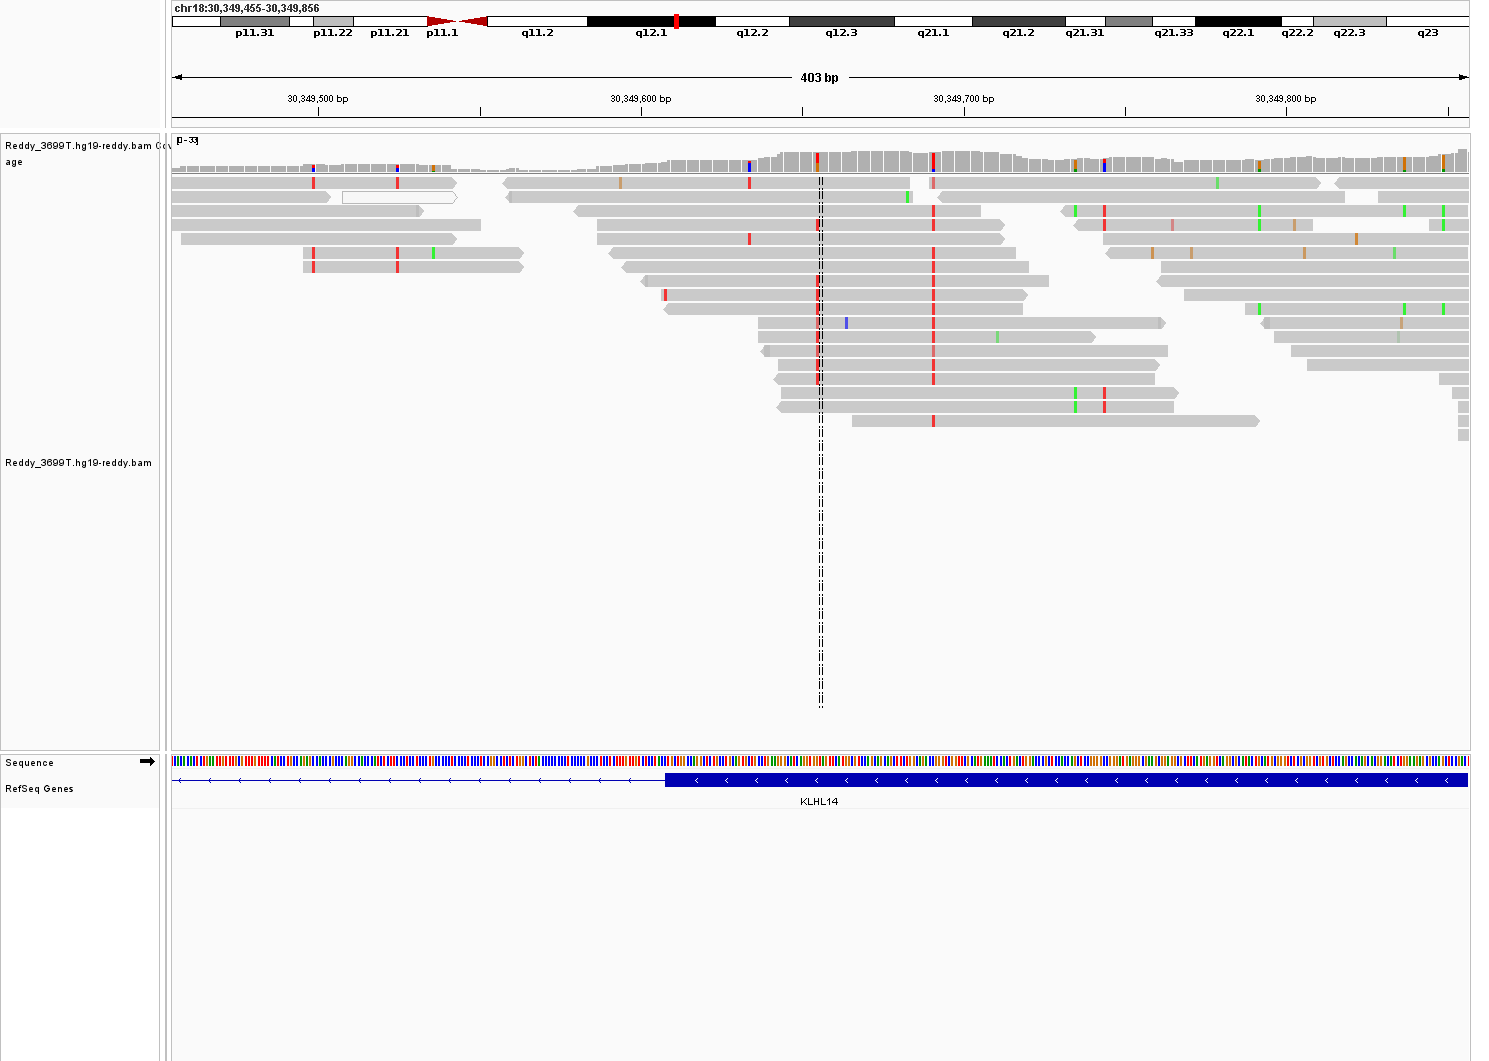 chr18:30,349,455-30,349,856
p11.31 p11.22 p11.21 p11.1 q11.2 q12.1 q12.2 q12.3 q21.1 q21.2 q21.31 q21.33 q22.1 q22.2 q22.3 q23
403 bp
30,349,500 bp 30,349,600 bp 30,349,700 bp 30,349,800 bp
[0 - 33]
Reddy_3699T.hg19-reddy.bam Cov
age
Reddy_3699T.hg19-reddy.bam
Sequence
RefSeq Genes
KLHL14